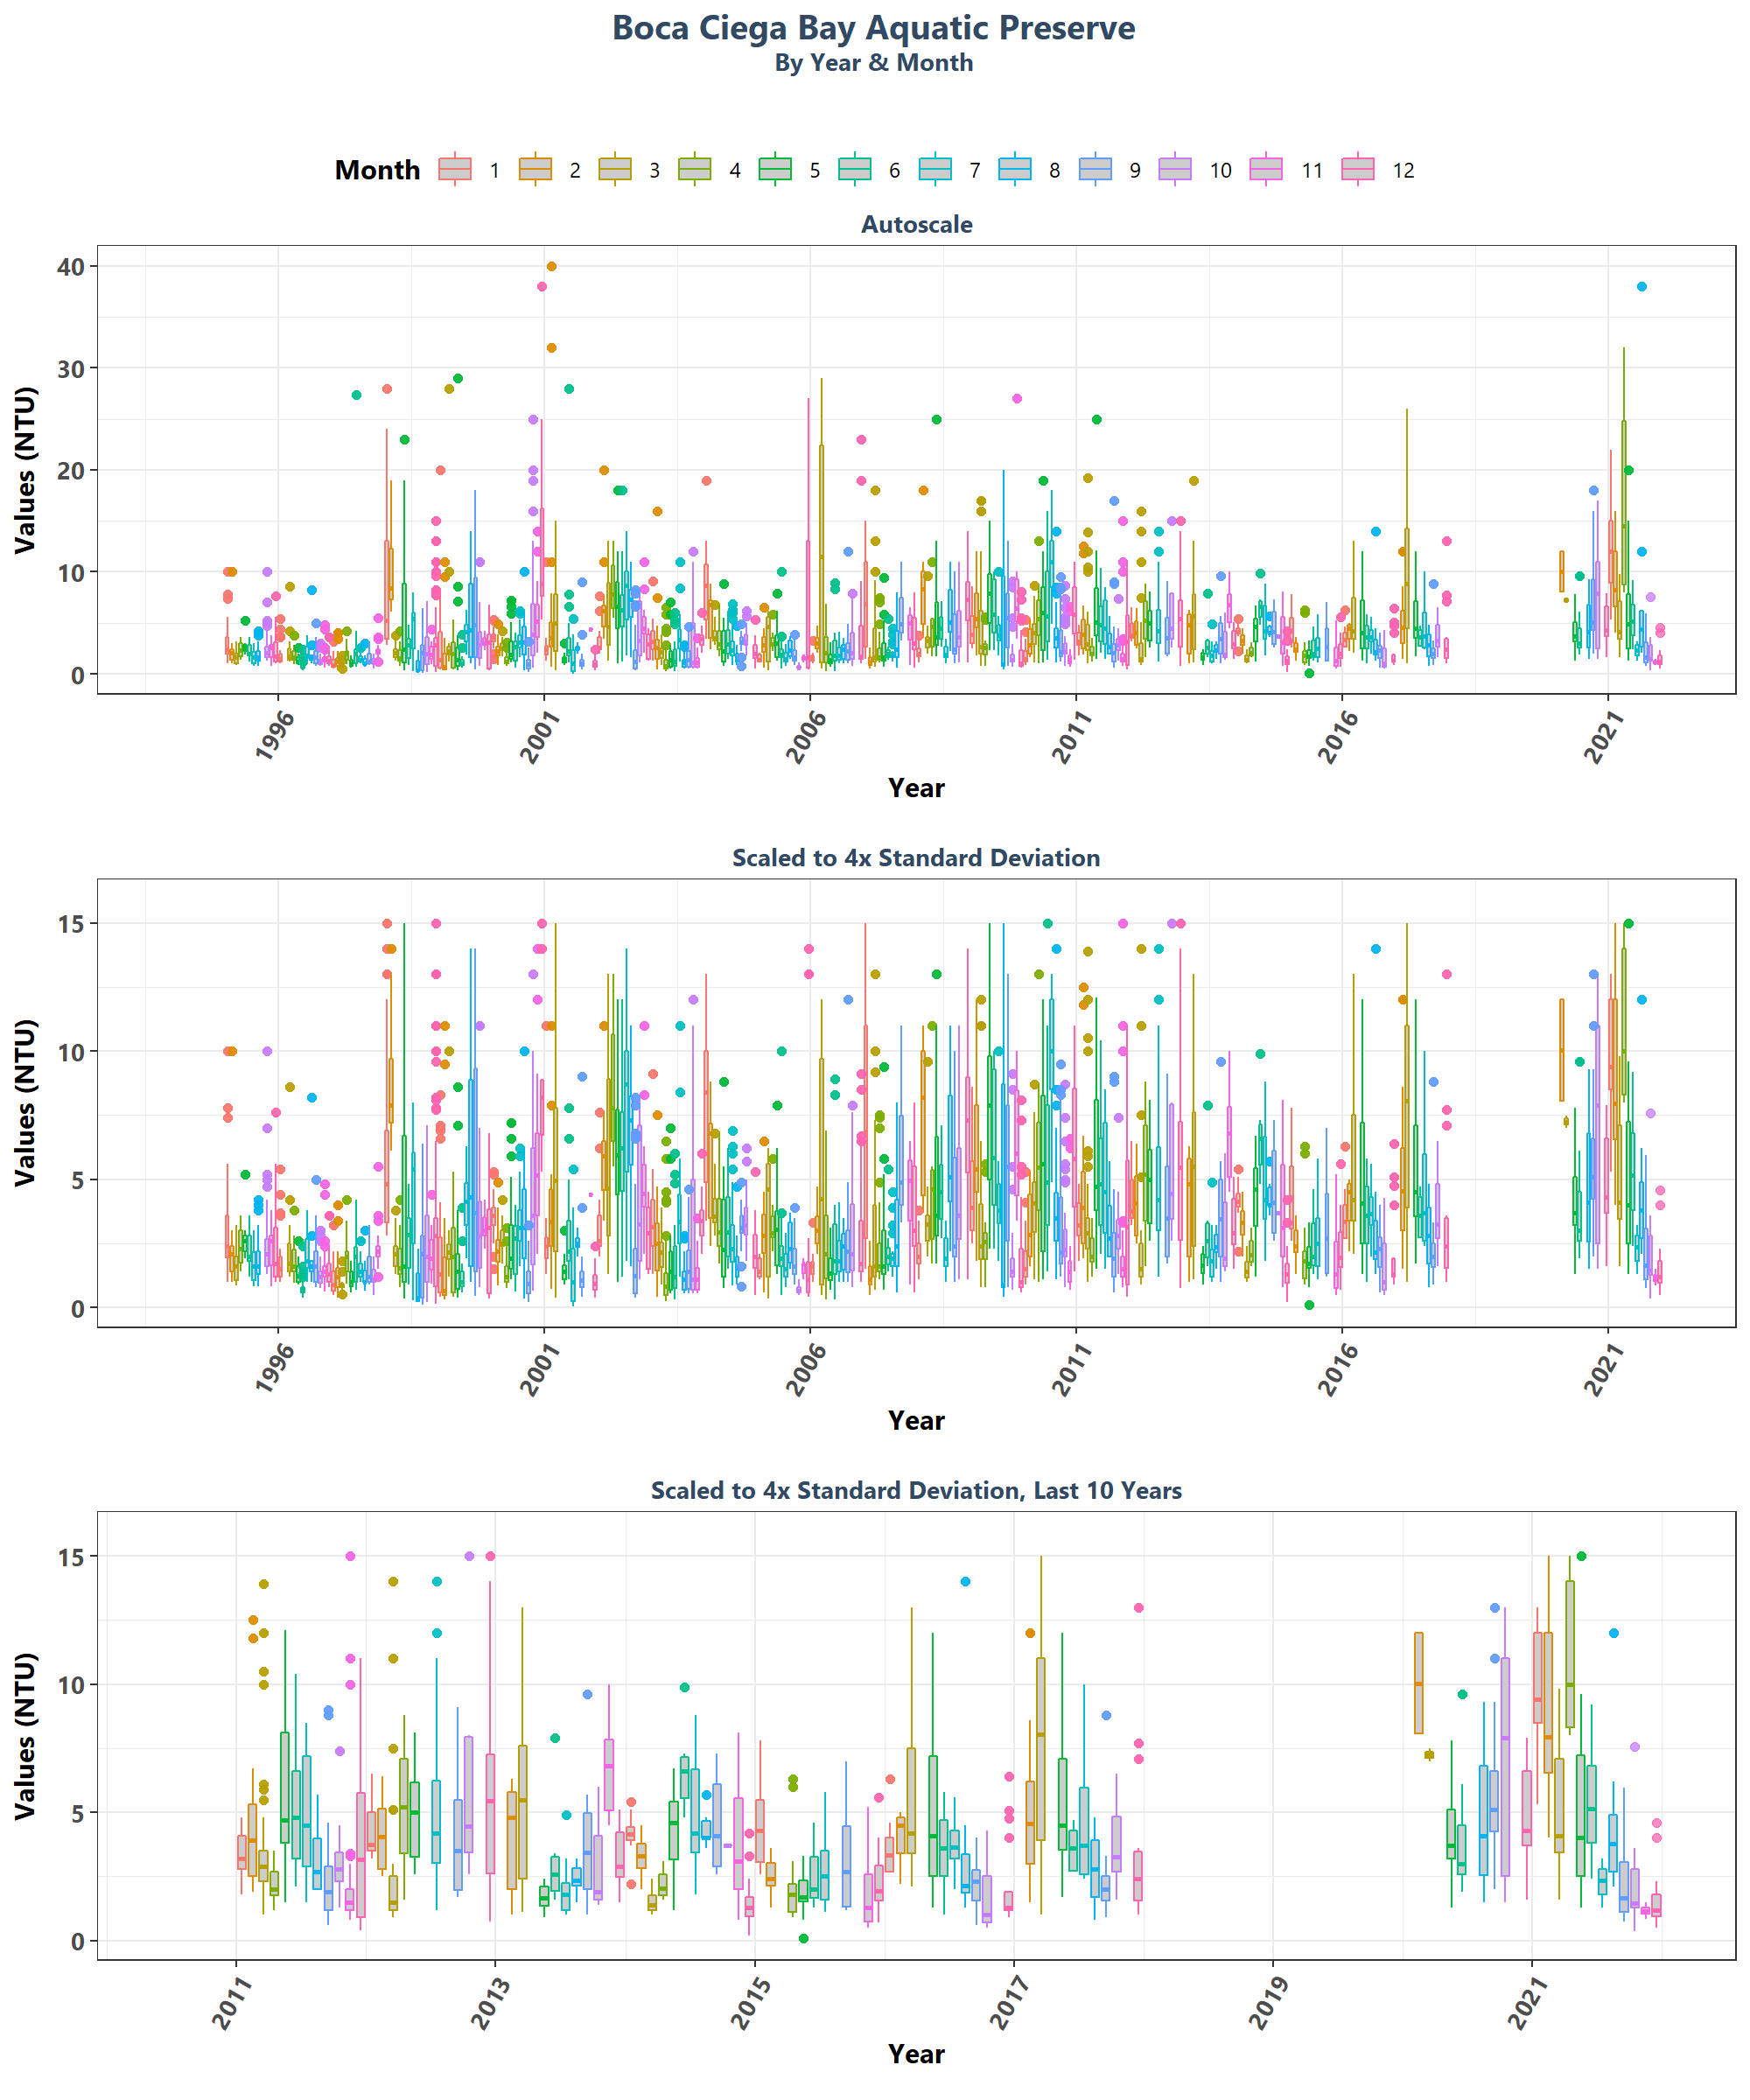 Boca Ciega Bay Aquatic Preserve
By Year & Month
Month 1 2 3 4 5 6 7 8 9 10 11 12
Autoscale
Values (NTU)
40
30
20
10
0
1996 2001 2006 2011 2016 2021
Year
Scaled to 4x Standard Deviation
Values (NTU)
15
10
5
0
1996 2001 2006 2011 2016 2021
Year
Scaled to 4x Standard Deviation, Last 10 Years
Values (NTU)
15
10
5
0
2011 2013 2015 2017 2019 2021
Year